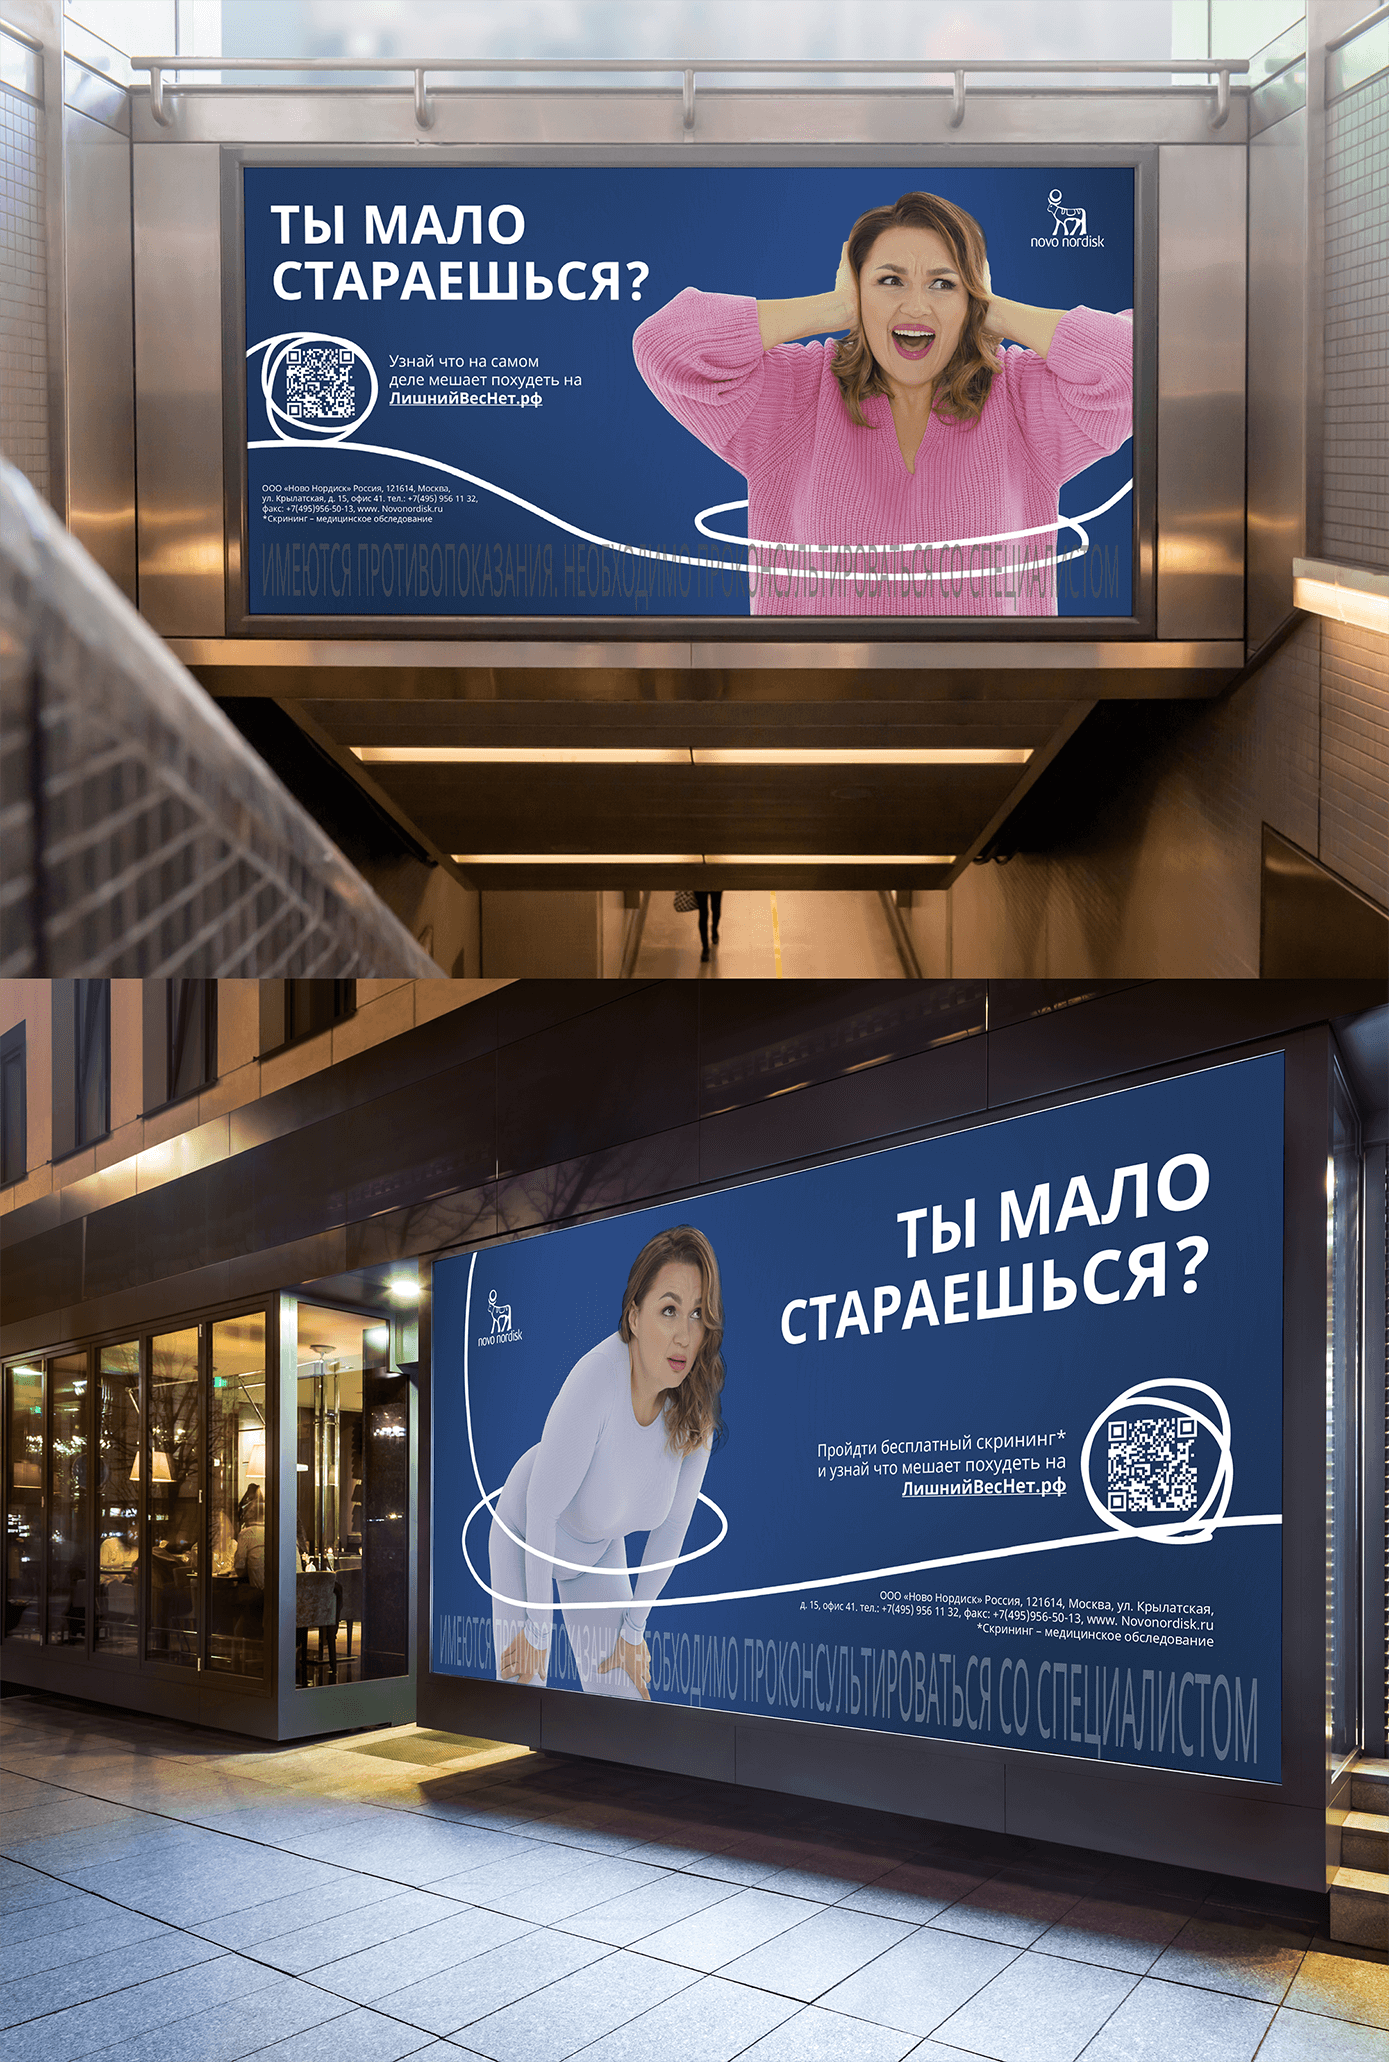 ТЫ МАЛО
СТАРАЕШЬСЯ?
novo nordisk
Узнай что на самом
деле мешает похудеть на
ЛишнийВесНет.рф
ООО «Ново Нордиск» Россия, 121614, Москва,
ул. Крылатская, д. 15, офис 41. тел.: +7(495) 956 11 32,
факс: +7(495)956-50-13, www. Novonordisk.ru
*Скрининг – медицинское обследование
ИМЕЮТСЯ ПРОТИВОПОКАЗАНИЯ. НЕОБХОДИМО ПРОКОНСУЛЬТИРОВАТЬСЯ СО СПЕЦИАЛИСТОМ
ТЫ МАЛО
СТАРАЕШЬСЯ?
novo nordisk
Пройдти бесплатный скрининг*
и узнай что мешает похудеть на
ЛишнийВесНет.рф
ООО «Ново Нордиск» Россия, 121614, Москва, ул. Крылатская,
д. 15, офис 41. тел.: +7(495) 956 11 32, факс: +7(495)956-50-13, www. Novonordisk.ru
*Скрининг – медицинское обследование
ИМЕЮТСЯ ПРОТИВОПОКАЗАНИЯ. НЕОБХОДИМО ПРОКОНСУЛЬТИРОВАТЬСЯ СО СПЕЦИАЛИСТОМ